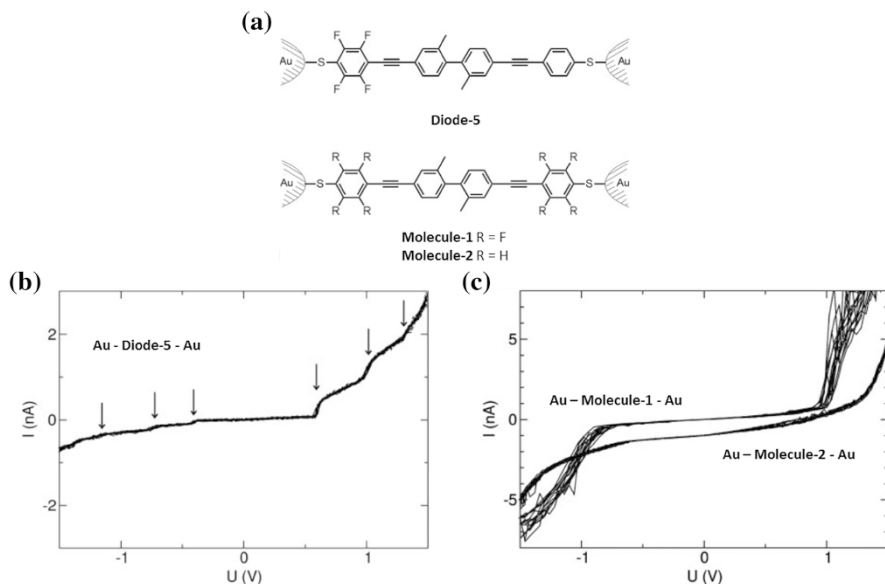 (a)
F F
Au S S Au
F F
Diode-5
R R R R
Au S S Au
R R R R
Molecule-1 R = F
Molecule-2 R = H
(b)
2
0
-2
I (nA)
Au - Diode-5 - Au
-1 0 1
U (V)
(c)
5
0
-5
I (nA)
Au – Molecule-1 - Au
Au – Molecule-2 - Au
-1 0 1
U (V)